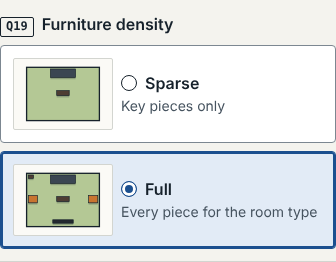 Q19 Furniture density
Sparse
Key pieces only
Full
Every piece for the room type